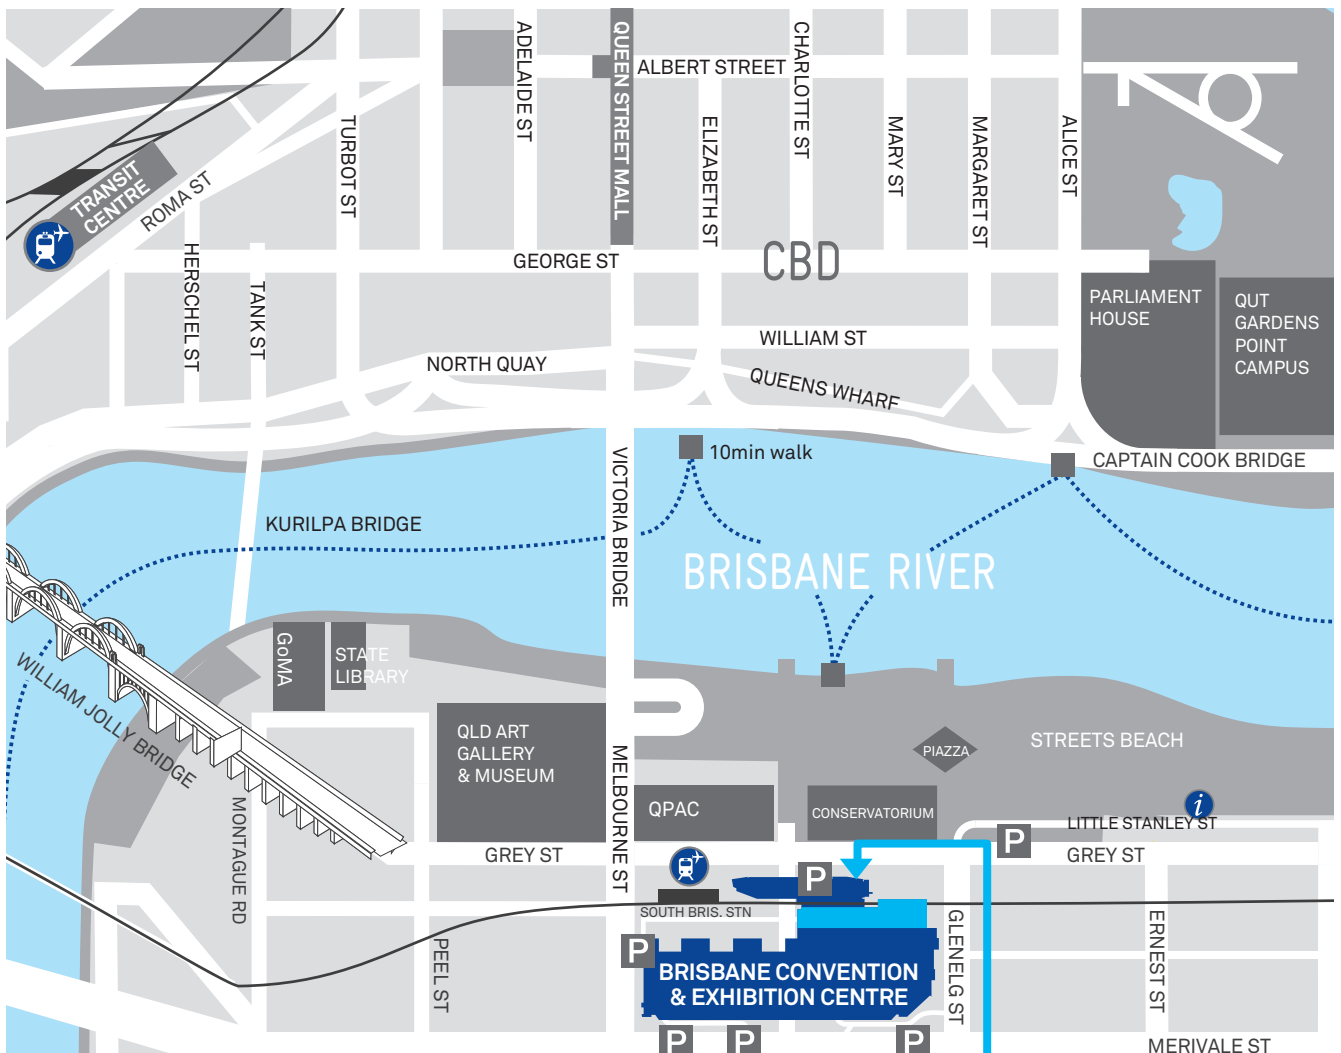 ADELAIDE ST
QUEEN STREET MALL
ALBERT STREET
CHARLOTTE ST
TURBOT ST
ELIZABETH ST
MARY ST
MARGARET ST
ALICE ST
TRANSIT
CENTRE
ROMA ST
HERSCHEL ST
TANK ST
GEORGE ST
CBD
PARLIAMENT
HOUSE
QUT
GARDENS
POINT
CAMPUS
WILLIAM ST
NORTH QUAY
QUEENS WHARF
10min walk
CAPTAIN COOK BRIDGE
VICTORIA BRIDGE
KURILPA BRIDGE
BRISBANE RIVER
GoMA
STATE
LIBRARY
WILLIAM JOLLY BRIDGE
QLD ART
GALLERY
& MUSEUM
MELBOURNE ST
PIAZZA
STREETS BEACH
MONTAGUE RD
QPAC
CONSERVATORIUM
i
LITTLE STANLEY ST
P
GREY ST
GREY ST
P
SOUTH BRIS. STN
PEEL ST
P
BRISBANE CONVENTION
& EXHIBITION CENTRE
GLENELG ST
ERNEST ST
P
P
P
MERIVALE ST